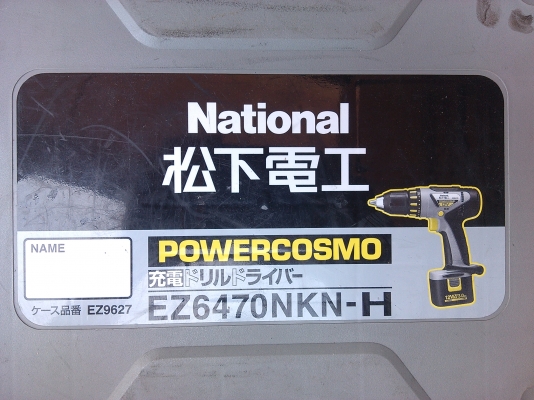 National
松下電工
NAME
POWERCOSMO
充電ドリルドライバー
ケース品番 EZ9627
EZ6470NKN-H